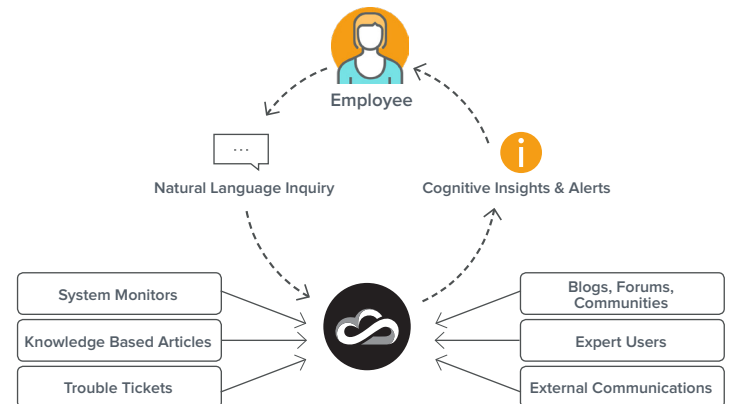 Employee
...
Natural Language Inquiry
i
Cognitive Insights & Alerts
System Monitors
Knowledge Based Articles
Trouble Tickets
Blogs, Forums,
Communities
Expert Users
External Communications